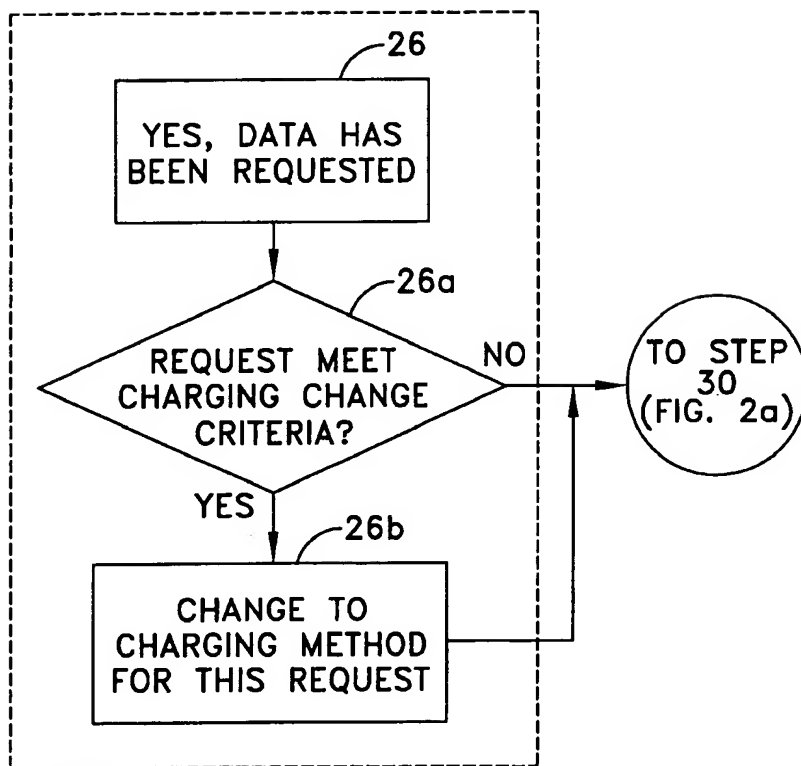 26
YES, DATA HAS
BEEN REQUESTED
26a
REQUEST MEET
CHARGING CHANGE
CRITERIA?
NO
TO STEP
30
(FIG. 2a)
YES
26b
CHANGE TO
CHARGING METHOD
FOR THIS REQUEST